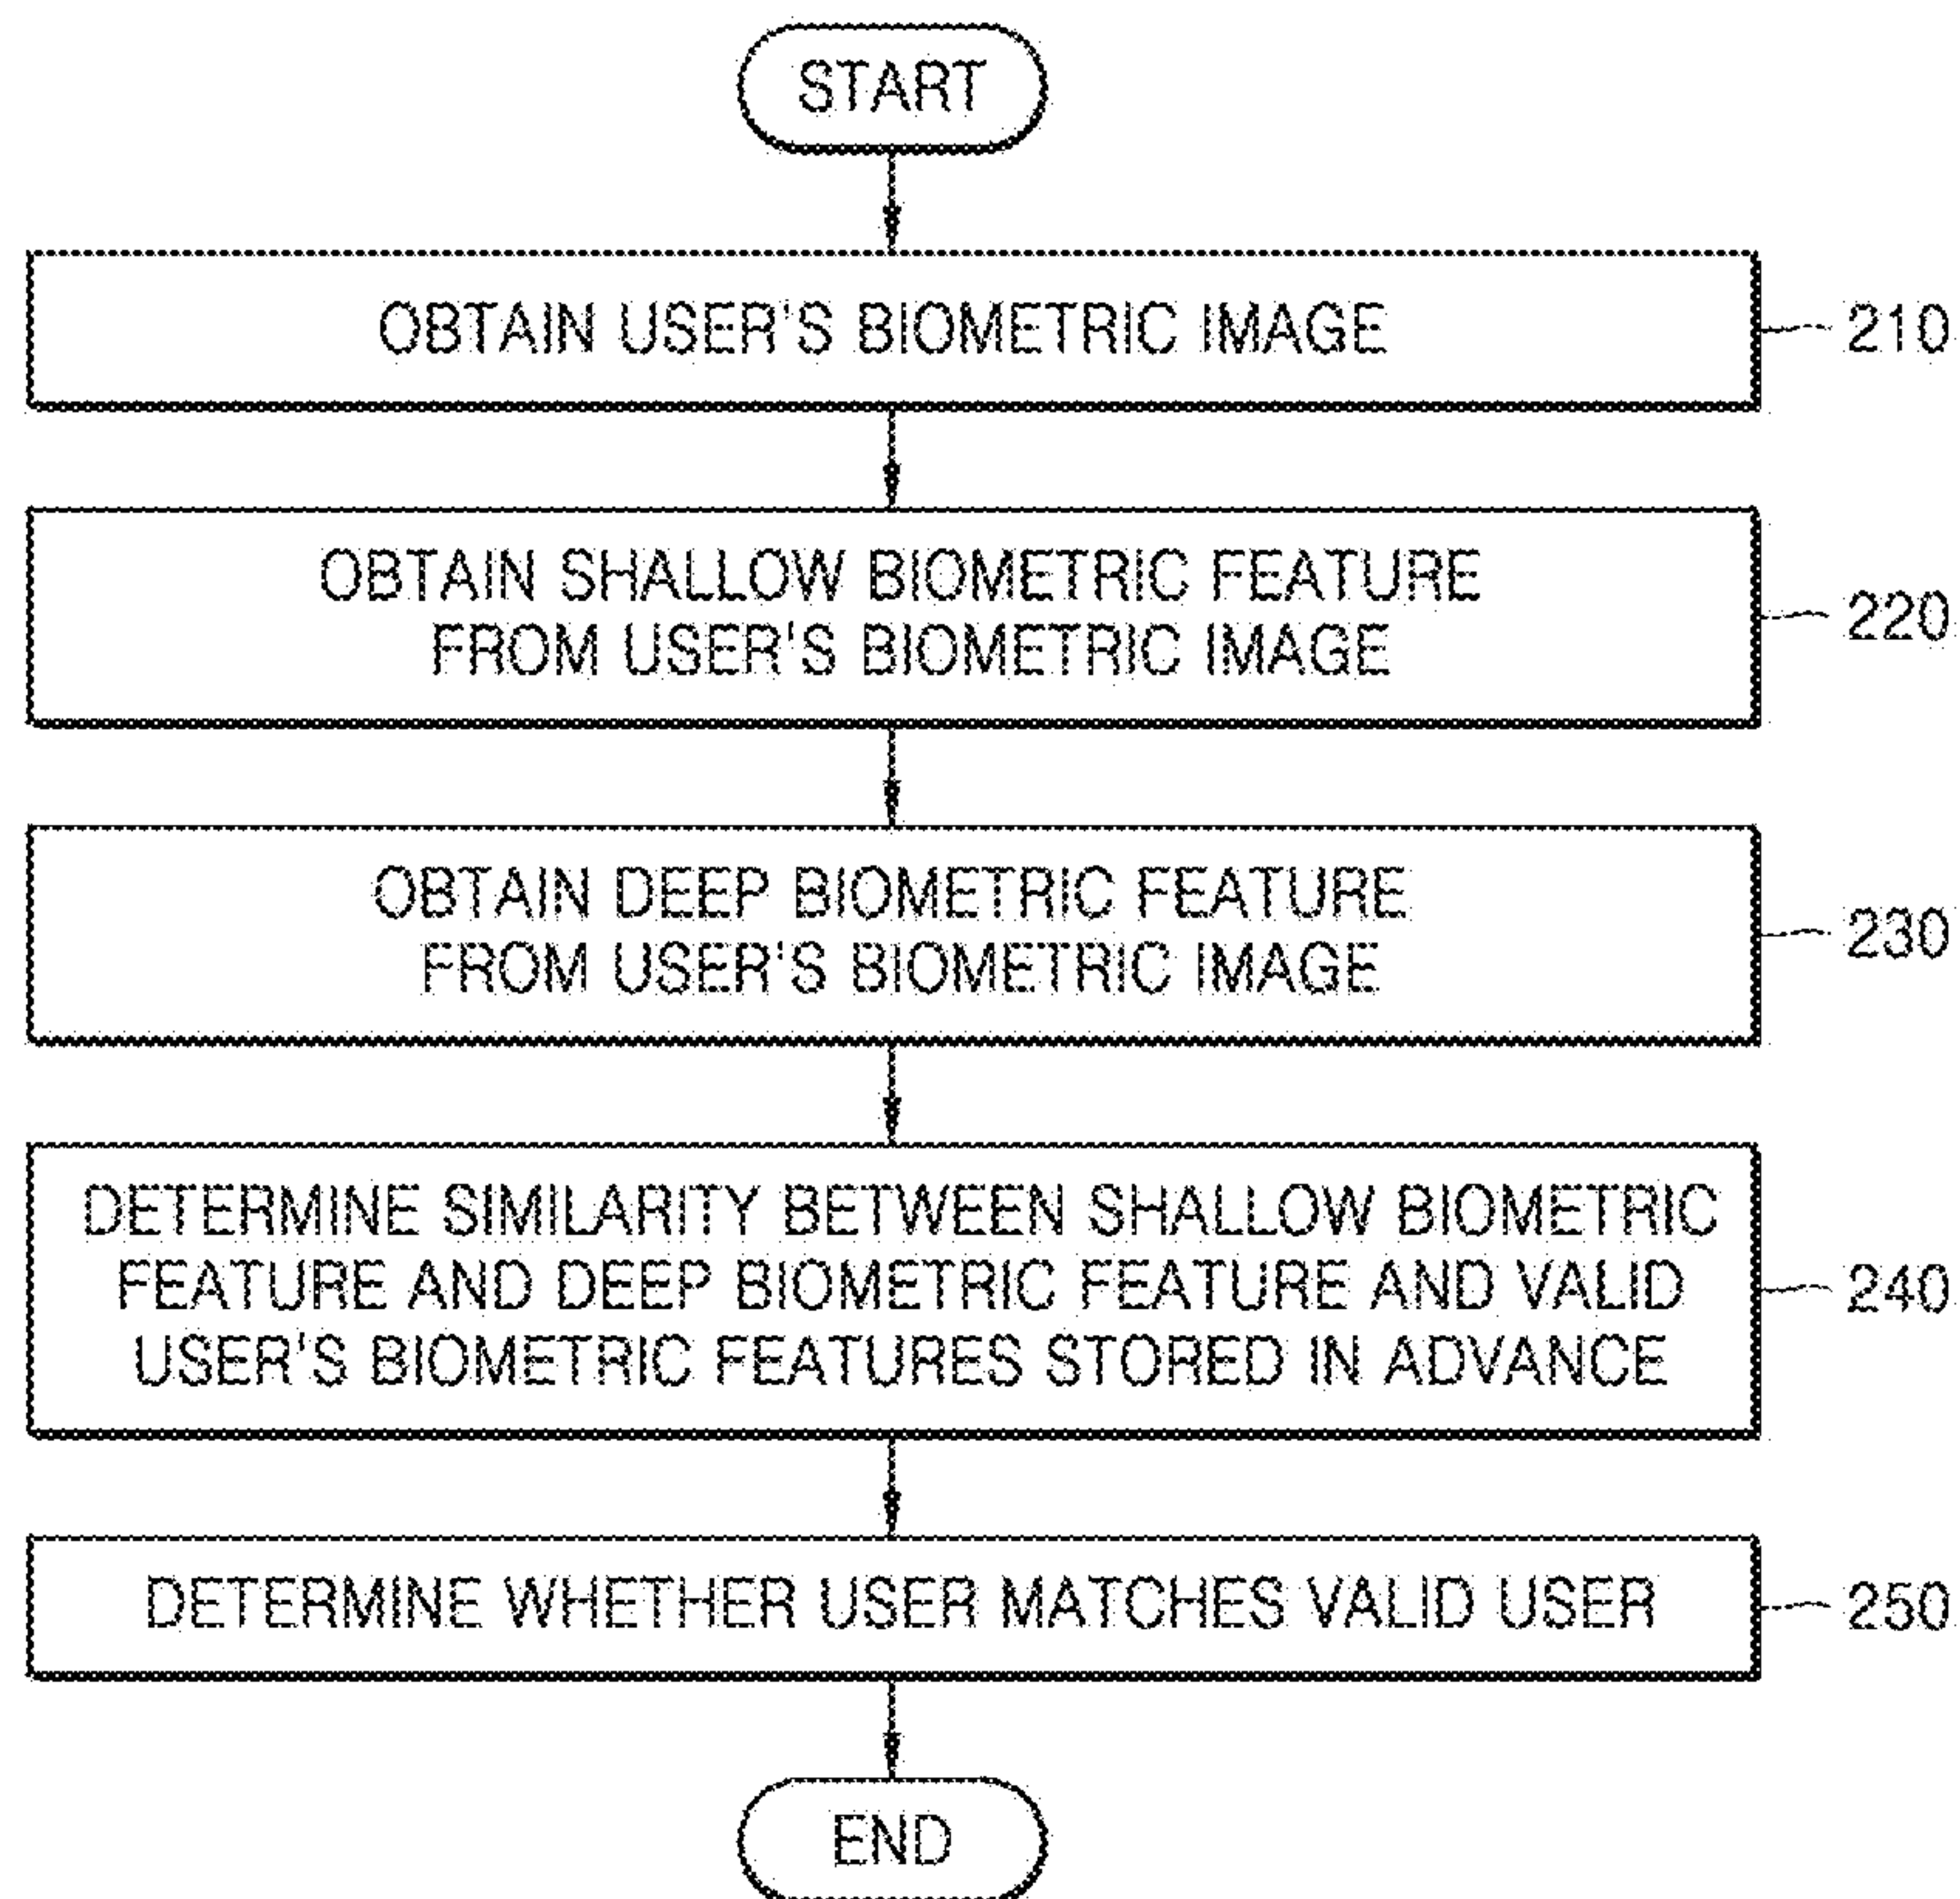 START
OBTAIN USER'S BIOMETRIC IMAGE
210
OBTAIN SHALLOW BIOMETRIC FEATURE
FROM USER'S BIOMETRIC IMAGE
220
OBTAIN DEEP BIOMETRIC FEATURE
FROM USER'S BIOMETRIC IMAGE
230
DETERMINE SIMILARITY BETWEEN SHALLOW BIOMETRIC
FEATURE AND DEEP BIOMETRIC FEATURE AND VALID
USER'S BIOMETRIC FEATURES STORED IN ADVANCE
240
DETERMINE WHETHER USER MATCHES VALID USER
250
END